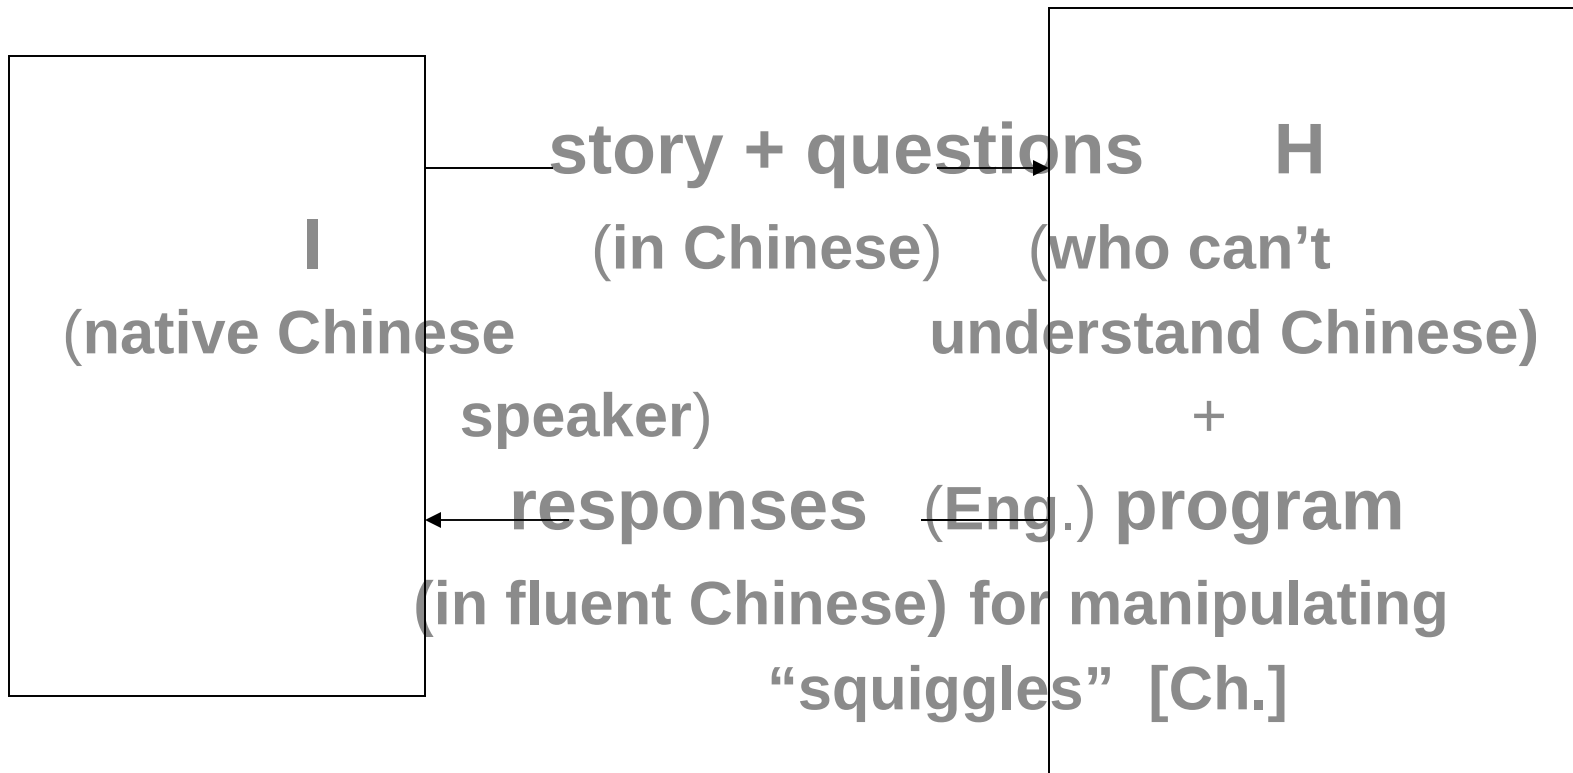 story + questions H
I (in Chinese) (who can’t
(native Chinese understand Chinese)
speaker) +
responses (Eng.) program
(in fluent Chinese) for manipulating
“squiggles” [Ch.]